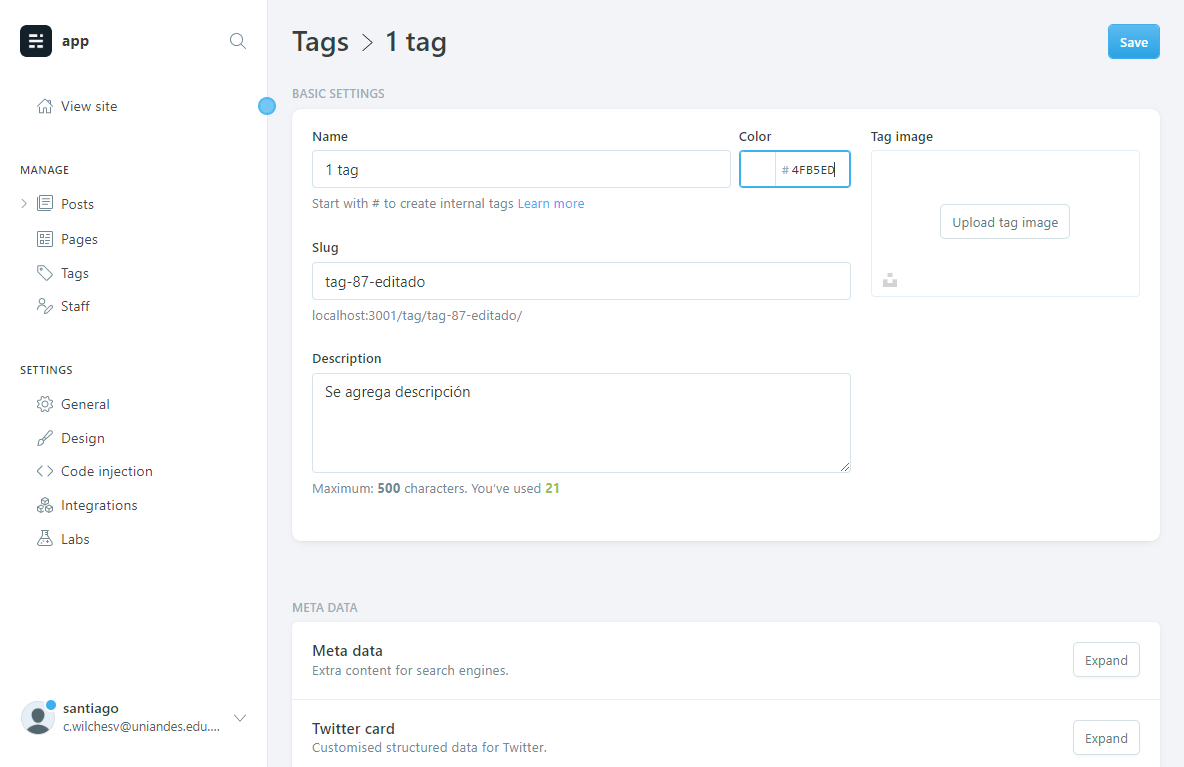 app
View site
MANAGE
Posts
Pages
Tags
Staff
SETTINGS
General
Design
Code injection
Integrations
Labs
santiago
c.wilchesv@uniandes.edu....
Tags > 1 tag
Save
BASIC SETTINGS
Name
1 tag
Start with # to create internal tags Learn more
Color
# 4FB5ED
Tag image
Upload tag image
Slug
tag-87-editado
localhost:3001/tag/tag-87-editado/
Description
Se agrega descripción
Maximum: 500 characters. You've used 21
META DATA
Meta data
Extra content for search engines.
Expand
Twitter card
Customised structured data for Twitter.
Expand